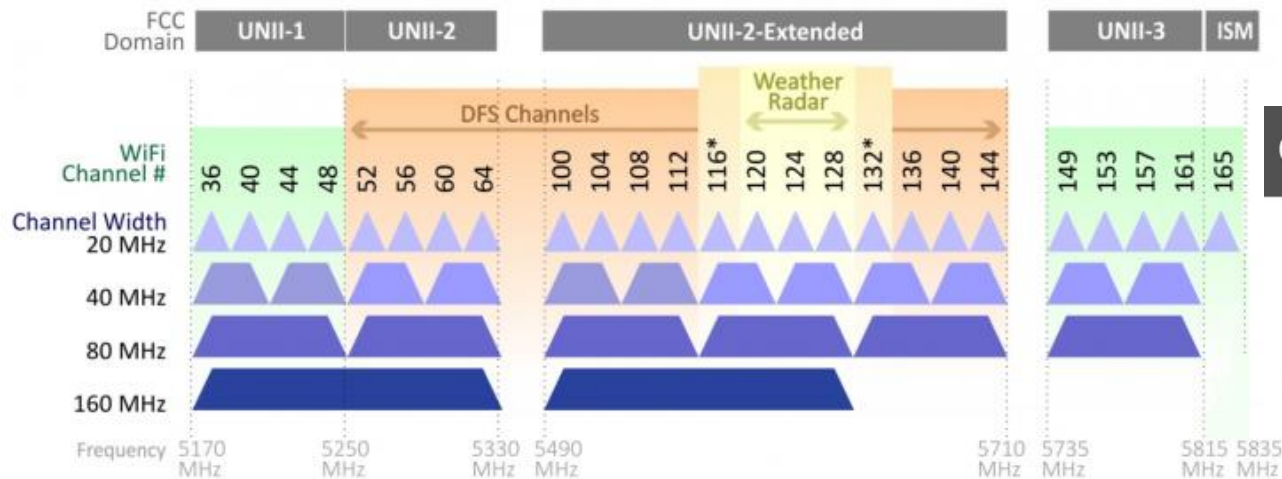 FCC
Domain
UNII-1
UNII-2
UNII-2-Extended
UNII-3
ISM
Weather
Radar
DFS Channels
WiFi
Channel #
36 40 44 48 52 56 60 64 100 104 108 112 116* 120 124 128 132* 136 140 144 149 153 157 161 165
Channel Width
20 MHz
40 MHz
80 MHz
160 MHz
Frequency
5170 MHz
5250 MHz
5330 MHz
5490 MHz
5710 MHz
5735 MHz
5815 MHz
5835 MHz